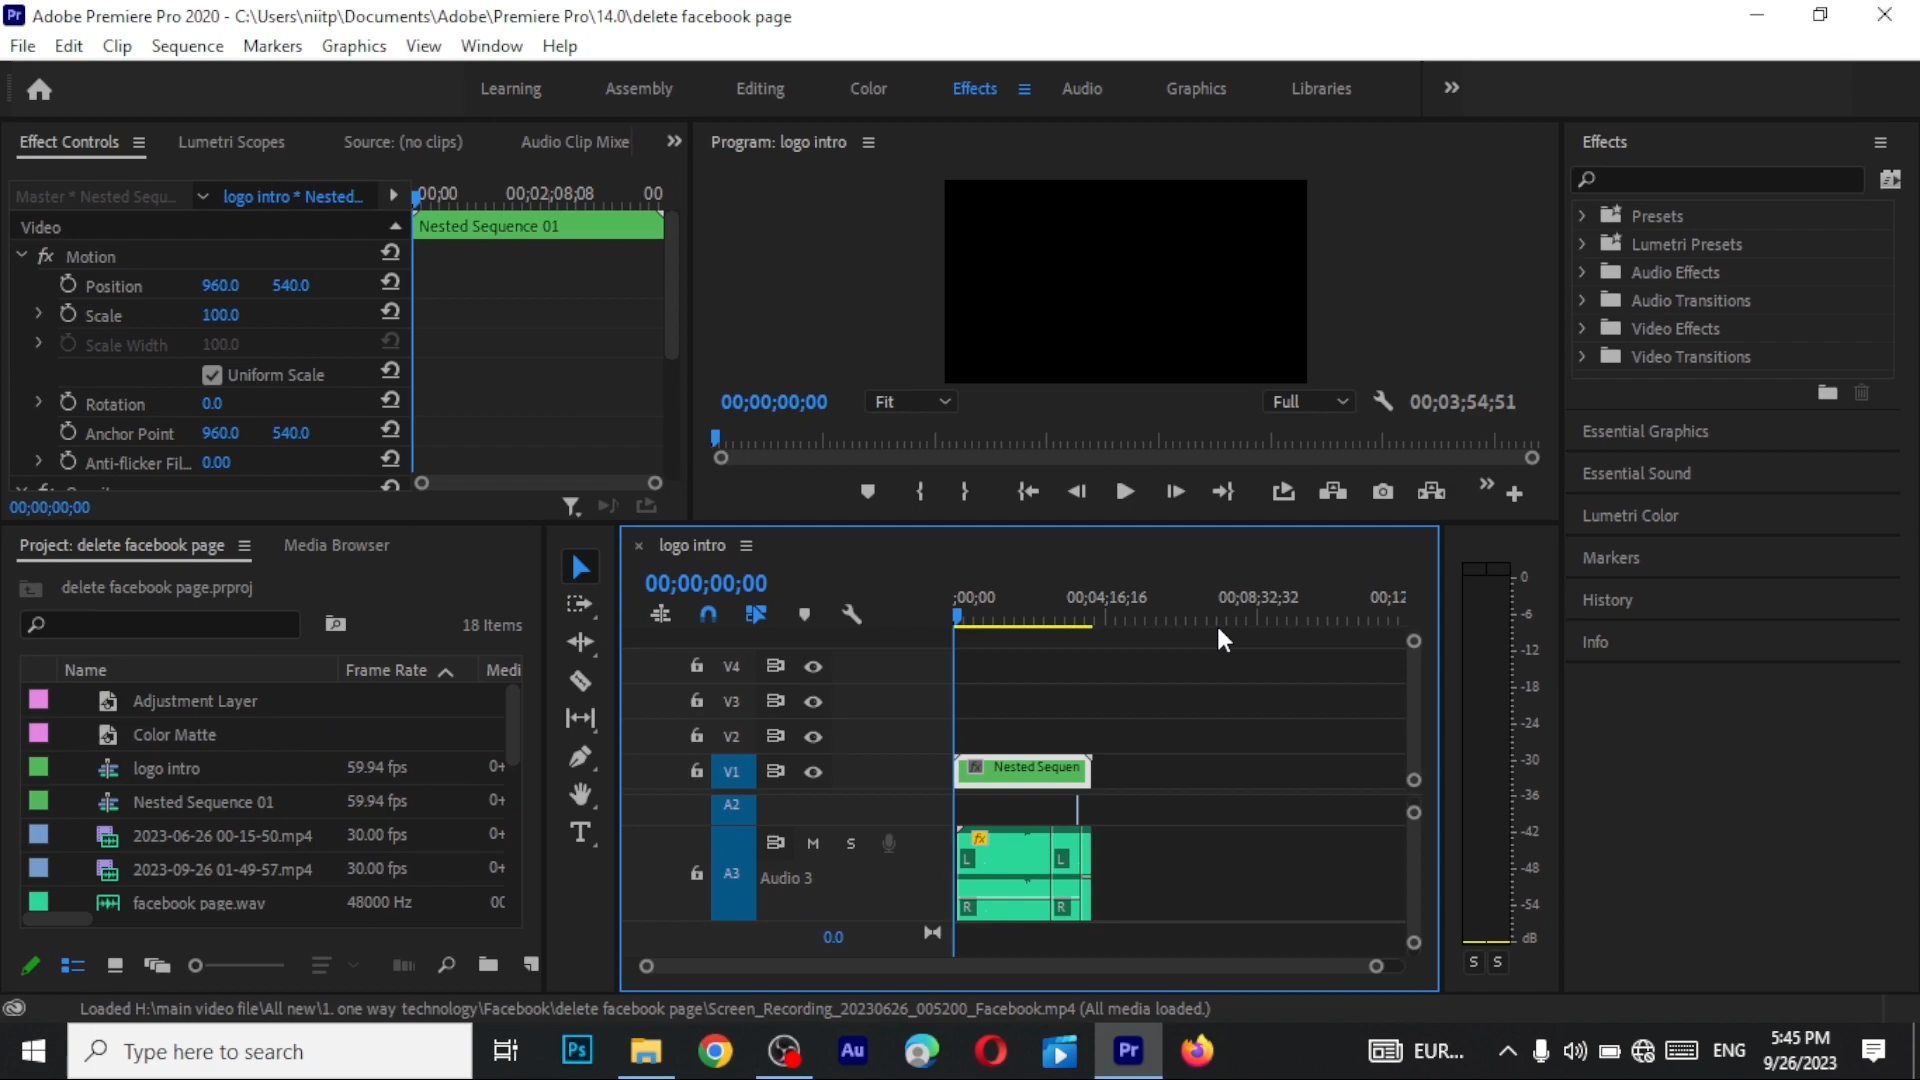 Adobe Premiere Pro 2020 - C:\Users\niitp\Documents\Adobe\Premiere Pro\14.0\delete facebook page
File Edit Clip Sequence Markers Graphics View Window Help
Learning Assembly Editing Color Effects Audio Graphics Libraries
Effect Controls Lumetri Scopes Source: (no clips) Audio Clip Mixe
Program: logo intro
Effects
Master * Nested Sequ... logo intro * Nested...
;00;00 00;02;08;08 00
Video
Nested Sequence 01
Motion
Position 960.0 540.0
Scale 100.0
Scale Width 100.0
Uniform Scale
Rotation 0.0
Anchor Point 960.0 540.0
Anti-flicker Fil... 0.00
00;00;00;00
00;00;00;00 Fit Full 00;03;54;51
Presets
Lumetri Presets
Audio Effects
Audio Transitions
Video Effects
Video Transitions
Essential Graphics
Essential Sound
Lumetri Color
Markers
History
Info
Project: delete facebook page Media Browser
delete facebook page.prproj
18 Items
Name Frame Rate Medi
Adjustment Layer
Color Matte
logo intro 59.94 fps 0+
Nested Sequence 01 59.94 fps 0+
2023-06-26 00-15-50.mp4 30.00 fps 0+
2023-09-26 01-49-57.mp4 30.00 fps 0+
facebook page.wav 48000 Hz 0C
logo intro
00;00;00;00
;00;00 00;04;16;16 00;08;32;32 00;12
V4
V3
V2
V1 Nested Sequen
A2
A3 M S
Audio 3
L L
R R
0.0
0
-6
-12
-18
-24
-30
-36
-42
-48
-54
dB
S S
Loaded H:\main video file\All new\1. one way technology\Facebook\delete facebook page\Screen_Recording_20230626_005200_Facebook.mp4 (All media loaded.)
Type here to search
Ps
Au
Pr
EUR...
ENG
5:45 PM
9/26/2023